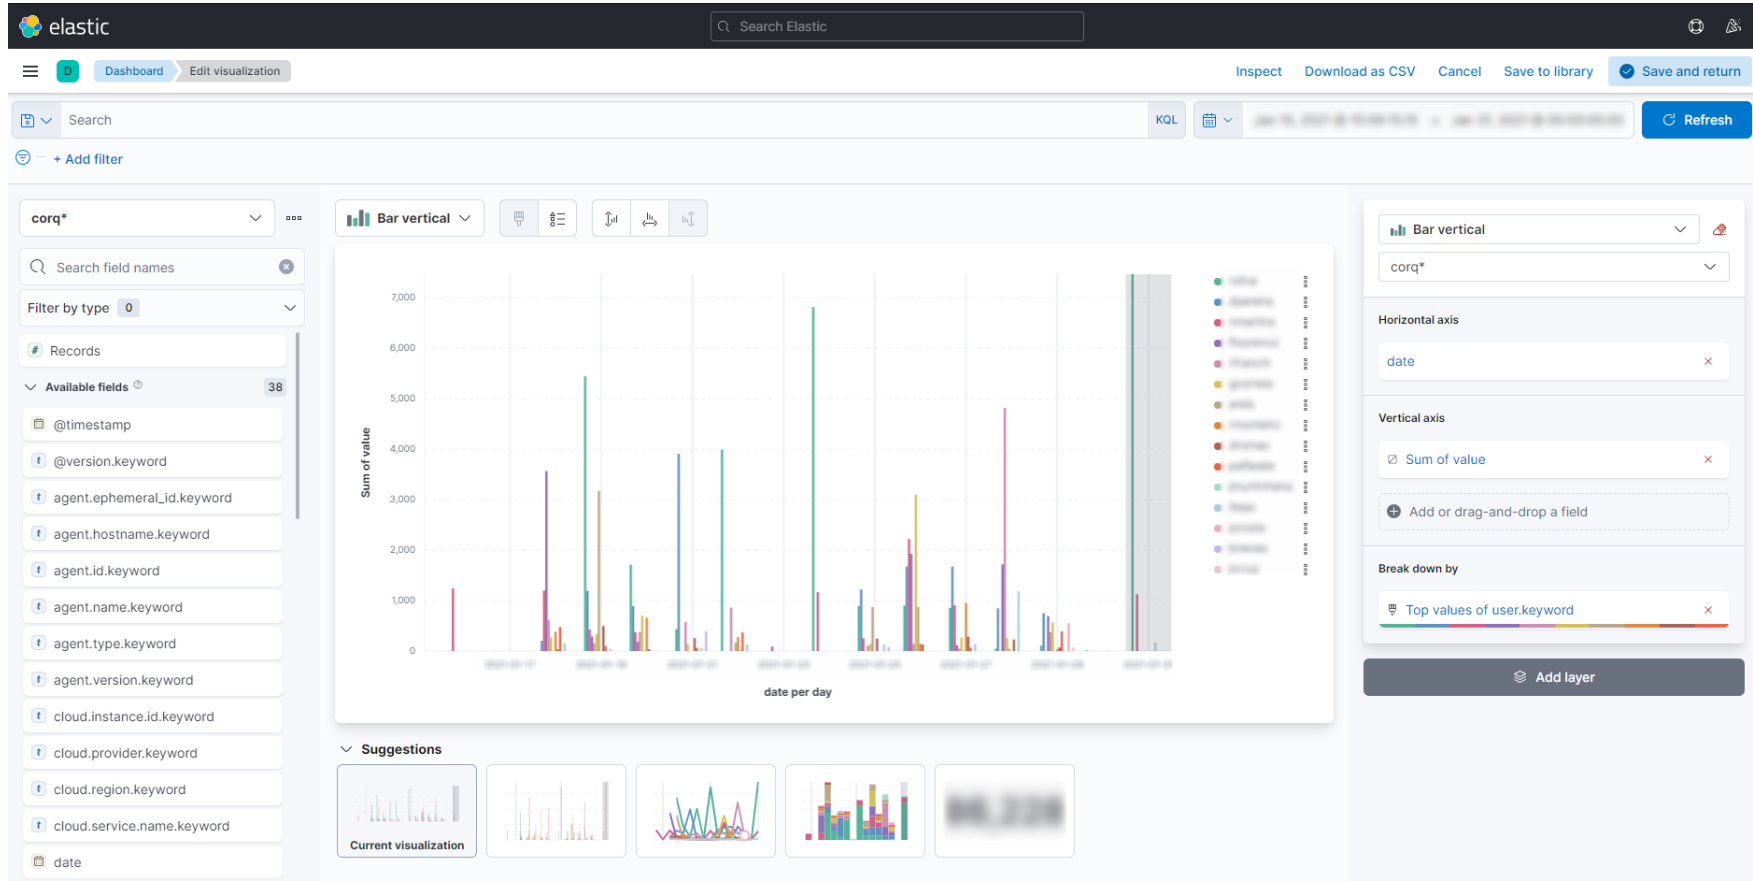 elastic
Search Elastic
D
Dashboard
Edit visualization
Inspect
Download as CSV
Cancel
Save to library
Save and return
Search
KQL
Refresh
+ Add filter
corq*
Search field names
Filter by type 0
# Records
Available fields
38
@timestamp
t @version.keyword
t agent.ephemeral_id.keyword
t agent.hostname.keyword
t agent.id.keyword
t agent.name.keyword
t agent.type.keyword
t agent.version.keyword
t cloud.instance.id.keyword
t cloud.provider.keyword
t cloud.region.keyword
t cloud.service.name.keyword
date
Bar vertical
7,000
6,000
5,000
4,000
3,000
2,000
1,000
0
Sum of value
date per day
Suggestions
Current visualization
Bar vertical
corq*
Horizontal axis
date
Vertical axis
Sum of value
Add or drag-and-drop a field
Break down by
Top values of user.keyword
Add layer